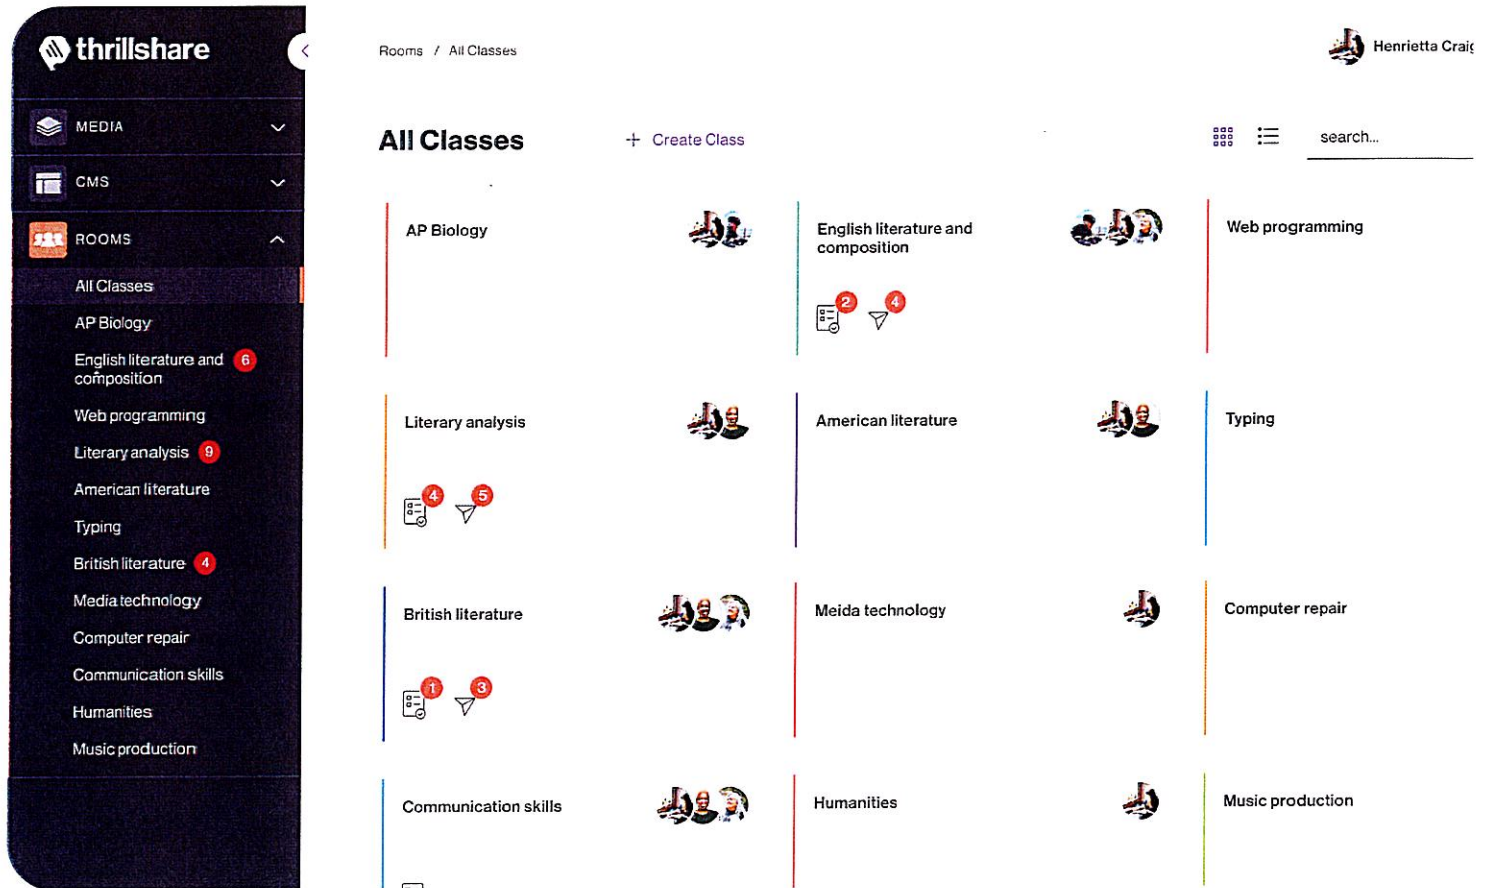 thrillshare
MEDIA
CMS
ROOMS
All Classes
AP Biology
English literature and
composition
6
Web programming
Literary analysis 9
American literature
Typing
British literature 4
Media technology
Computer repair
Communication skills
Humanities
Music production
Rooms / All Classes
Henrietta Craig
All Classes
+ Create Class
search...
AP Biology
English literature and
composition
2 4
Web programming
Literary analysis
4 5
American literature
Typing
British literature
1 3
Meida technology
Computer repair
Communication skills
Humanities
Music production